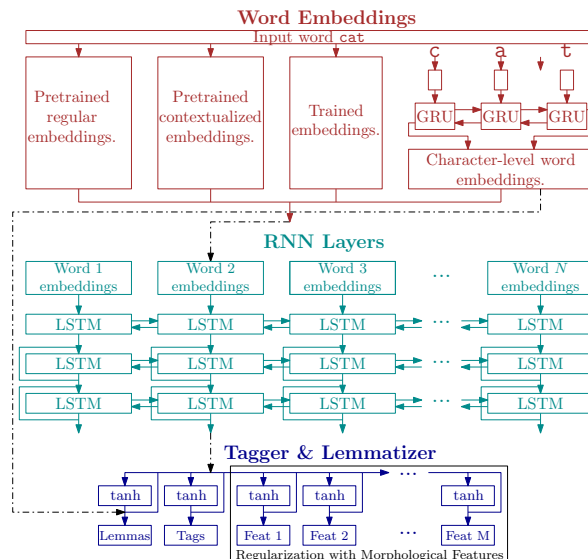 Word Embeddings
Input word cat
c a t
Pretrained regular embeddings.
Pretrained contextualized embeddings.
Trained embeddings.
GRU GRU GRU
Character-level word embeddings.
RNN Layers
Word 1 embeddings
Word 2 embeddings
Word 3 embeddings
...
Word N embeddings
LSTM LSTM LSTM ... LSTM
LSTM LSTM LSTM ... LSTM
LSTM LSTM LSTM ... LSTM
Tagger & Lemmatizer
...
tanh tanh tanh tanh tanh
Lemmas Tags Feat 1 Feat 2 ... Feat M
Regularization with Morphological Features